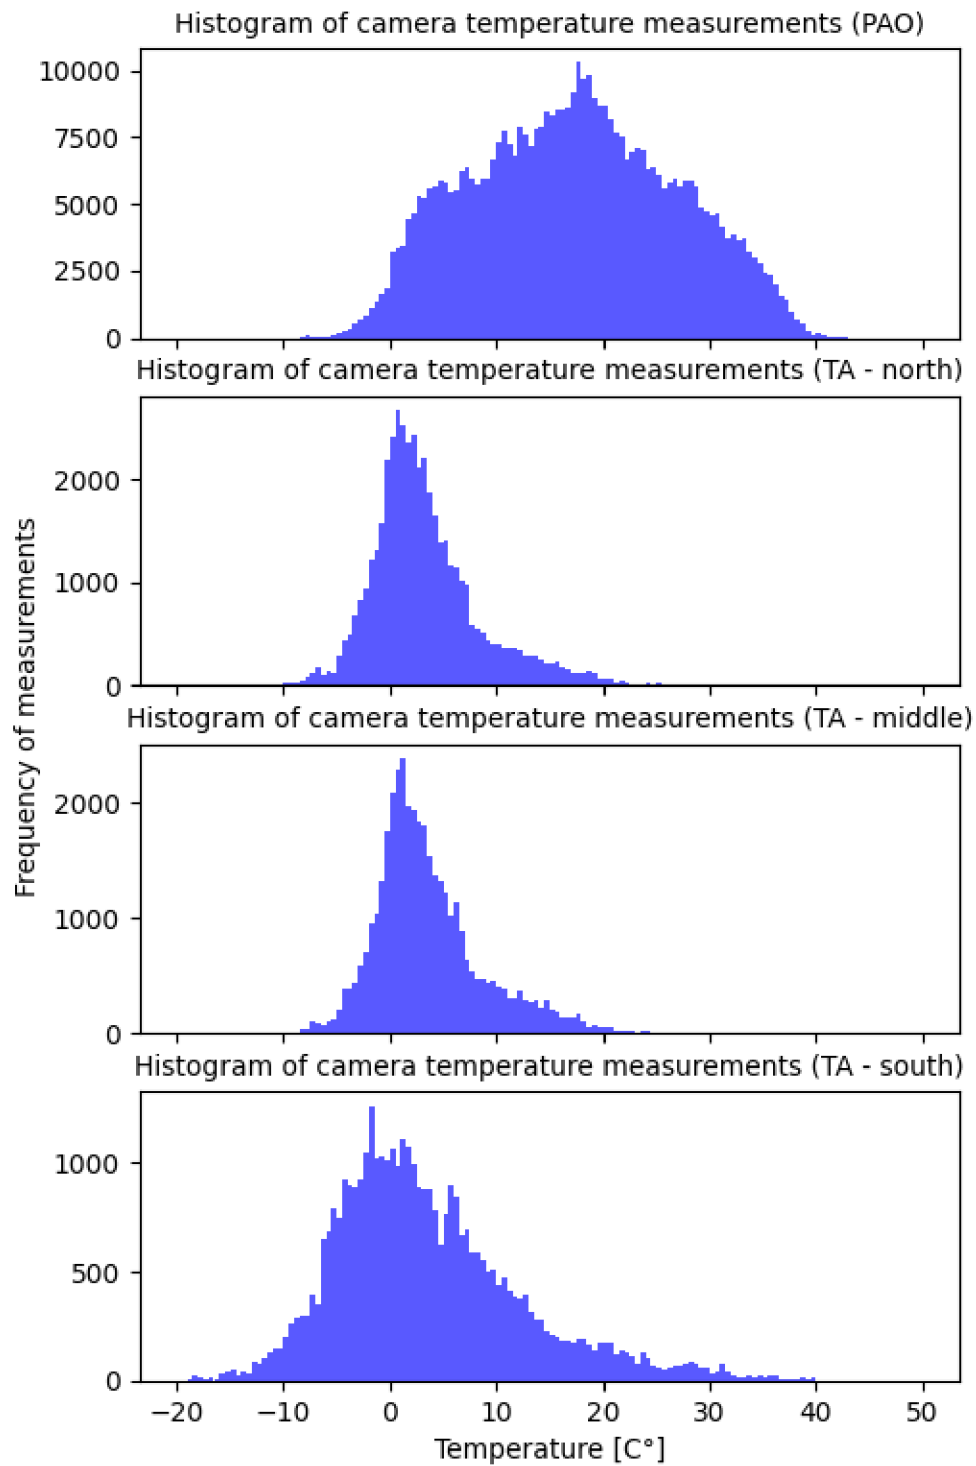 Histogram of camera temperature measurements (PAO)
10000
7500
5000
2500
0
Histogram of camera temperature measurements (TA - north)
2000
1000
0
Frequency of measurements
Histogram of camera temperature measurements (TA - middle)
2000
1000
0
Histogram of camera temperature measurements (TA - south)
1000
500
0
−20 −10 0 10 20 30 40 50
Temperature [C°]